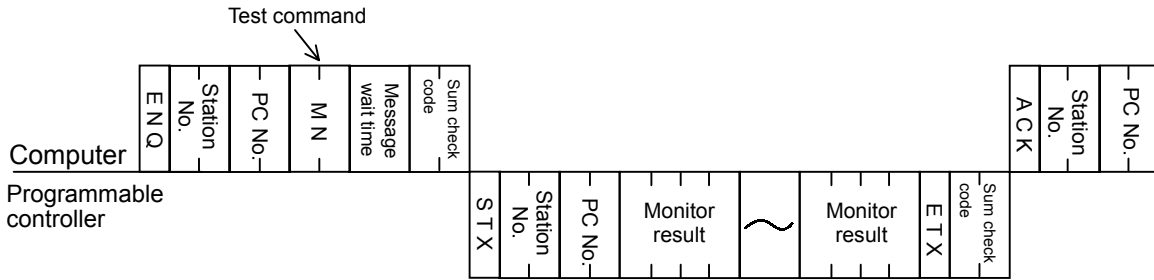 Test command
E N Q
Station
No.
PC No.
M N
Message
wait time
Sum check
code
A C K
Station
No.
PC No.
Computer
Programmable
controller
S T X
Station
No.
PC No.
Monitor
result
Monitor
result
E T X
Sum check
code